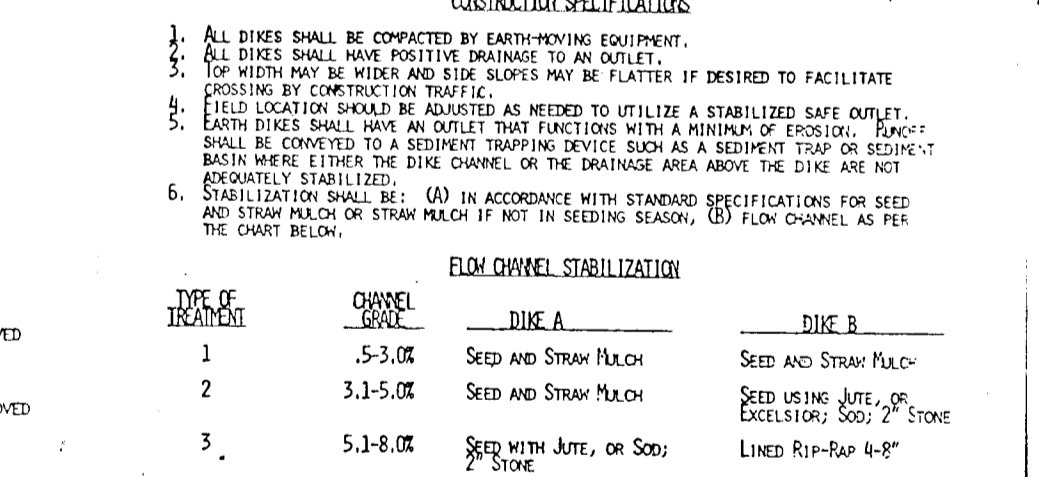 CONSTRUCTION SPECIFICATIONS
1. ALL DIKES SHALL BE COMPACTED BY EARTH-MOVING EQUIPMENT.
2. ALL DIKES SHALL HAVE POSITIVE DRAINAGE TO AN OUTLET.
3. TOP WIDTH MAY BE WIDER AND SIDE SLOPES MAY BE FLATTER IF DESIRED TO FACILITATE
CROSSING BY CONSTRUCTION TRAFFIC.
4. FIELD LOCATION SHOULD BE ADJUSTED AS NEEDED TO UTILIZE A STABILIZED SAFE OUTLET.
5. EARTH DIKES SHALL HAVE AN OUTLET THAT FUNCTIONS WITH A MINIMUM OF EROSION. RUNOFF
SHALL BE CONVEYED TO A SEDIMENT TRAPPING DEVICE SUCH AS A SEDIMENT TRAP OR SEDIMENT
BASIN WHERE EITHER THE DIKE CHANNEL OR THE DRAINAGE AREA ABOVE THE DIKE ARE NOT
ADEQUATELY STABILIZED.
6. STABILIZATION SHALL BE: (A) IN ACCORDANCE WITH STANDARD SPECIFICATIONS FOR SEED
AND STRAW MULCH OR STRAW MULCH IF NOT IN SEEDING SEASON, (B) FLOW CHANNEL AS PER
THE CHART BELOW.
FLOW CHANNEL STABILIZATION
TYPE OF TREATMENT CHANNEL GRADE DIKE A DIKE B
1 .5-3.0% SEED AND STRAW MULCH SEED AND STRAW MULCH
2 3.1-5.0% SEED AND STRAW MULCH SEED USING JUTE, OR
EXCELSIOR; SOD; 2" STONE
3 5.1-8.0% SEED WITH JUTE, OR SOD; LINED RIP-RAP 4-8"
2" STONE
VED
OVED